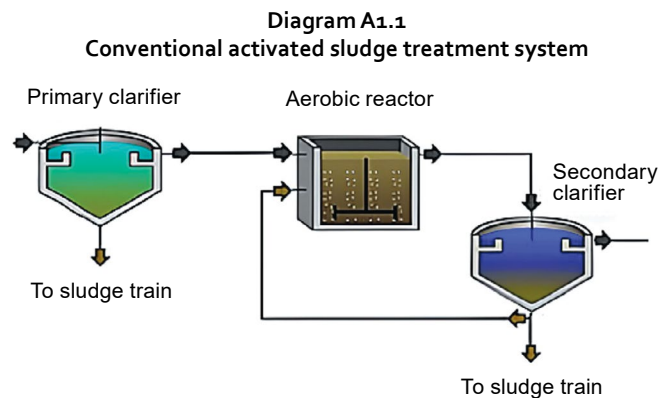 Diagram A1.1
Conventional activated sludge treatment system
Primary clarifier
Aerobic reactor
Secondary
clarifier
To sludge train
To sludge train